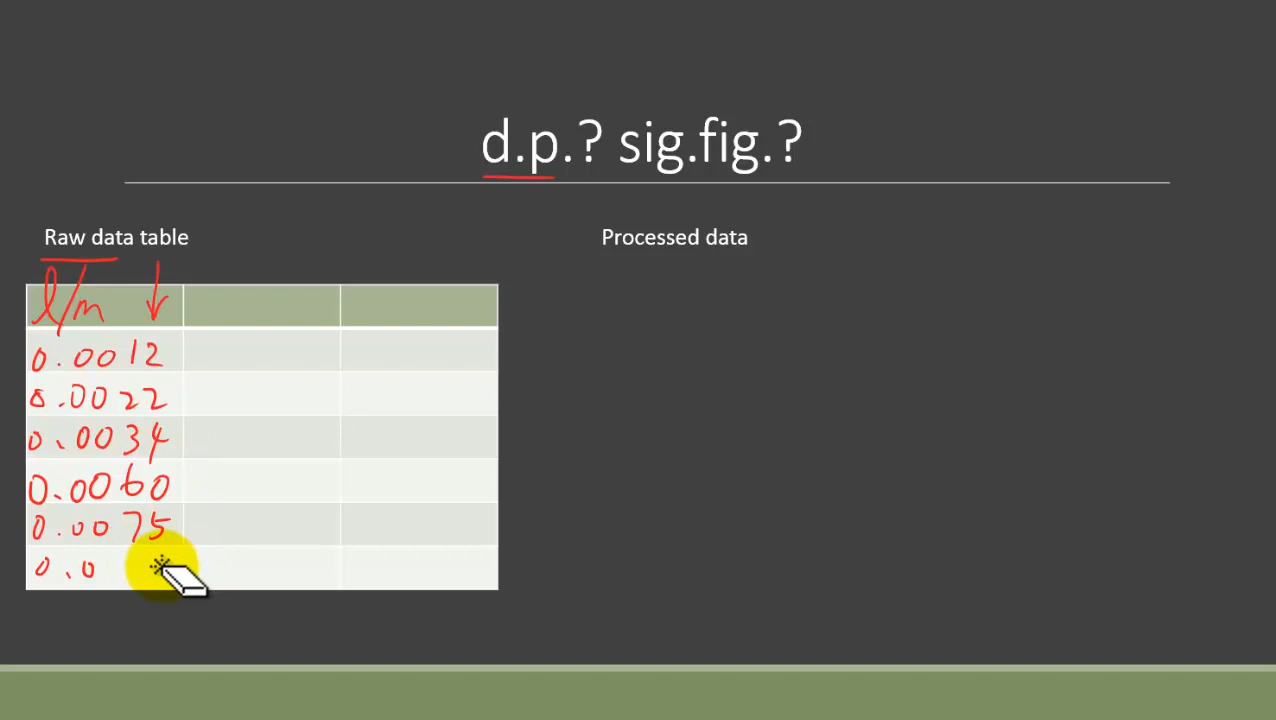 d.p.? sig.fig.?
Raw data table
Processed data
l/m
0.0012
0.0022
0.0034
0.0060
0.0075
0.0